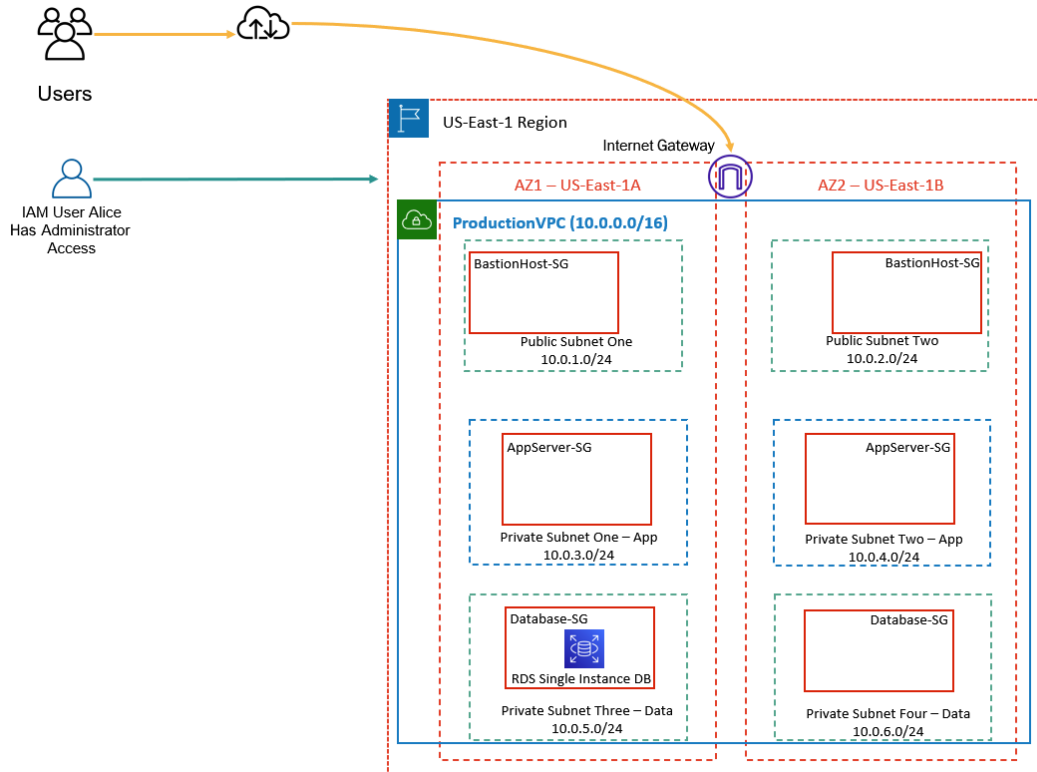 Users
US-East-1 Region
Internet Gateway
AZ1 – US-East-1A
AZ2 – US-East-1B
IAM User Alice
Has Administrator
Access
ProductionVPC (10.0.0.0/16)
BastionHost-SG
BastionHost-SG
Public Subnet One
10.0.1.0/24
Public Subnet Two
10.0.2.0/24
AppServer-SG
AppServer-SG
Private Subnet One – App
10.0.3.0/24
Private Subnet Two – App
10.0.4.0/24
Database-SG
RDS Single Instance DB
Database-SG
Private Subnet Three – Data
10.0.5.0/24
Private Subnet Four – Data
10.0.6.0/24